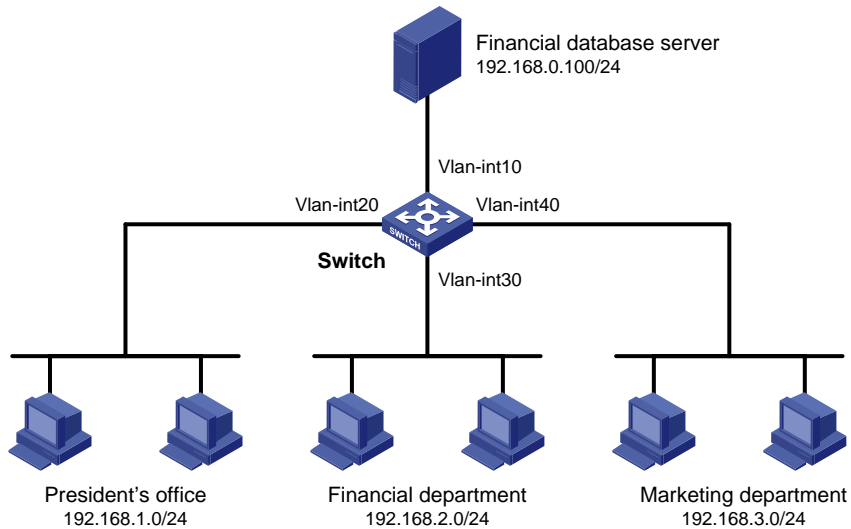 Financial database server
192.168.0.100/24
Vlan-int10
Vlan-int20
Vlan-int40
SWITCH
Switch
Vlan-int30
President's office
192.168.1.0/24
Financial department
192.168.2.0/24
Marketing department
192.168.3.0/24